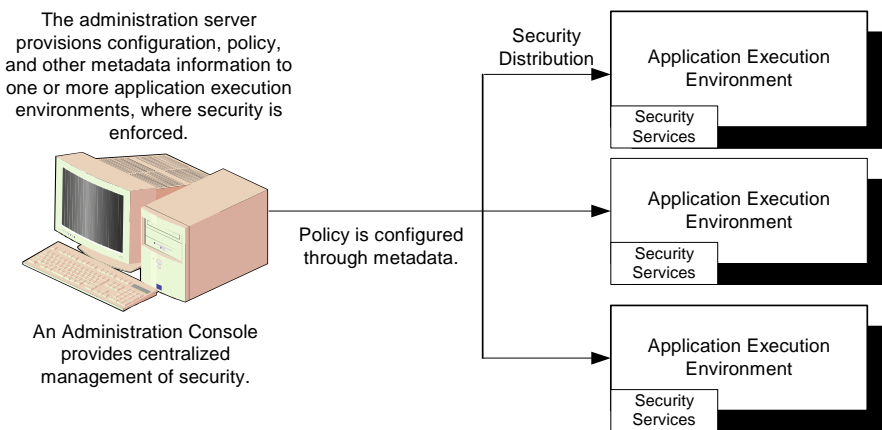 The administration server
provisions configuration, policy,
and other metadata information to
one or more application execution
environments, where security is
enforced.
An Administration Console
provides centralized
management of security.
Policy is configured
through metadata.
Security
Distribution
Application Execution
Environment
Security
Services
Application Execution
Environment
Security
Services
Application Execution
Environment
Security
Services